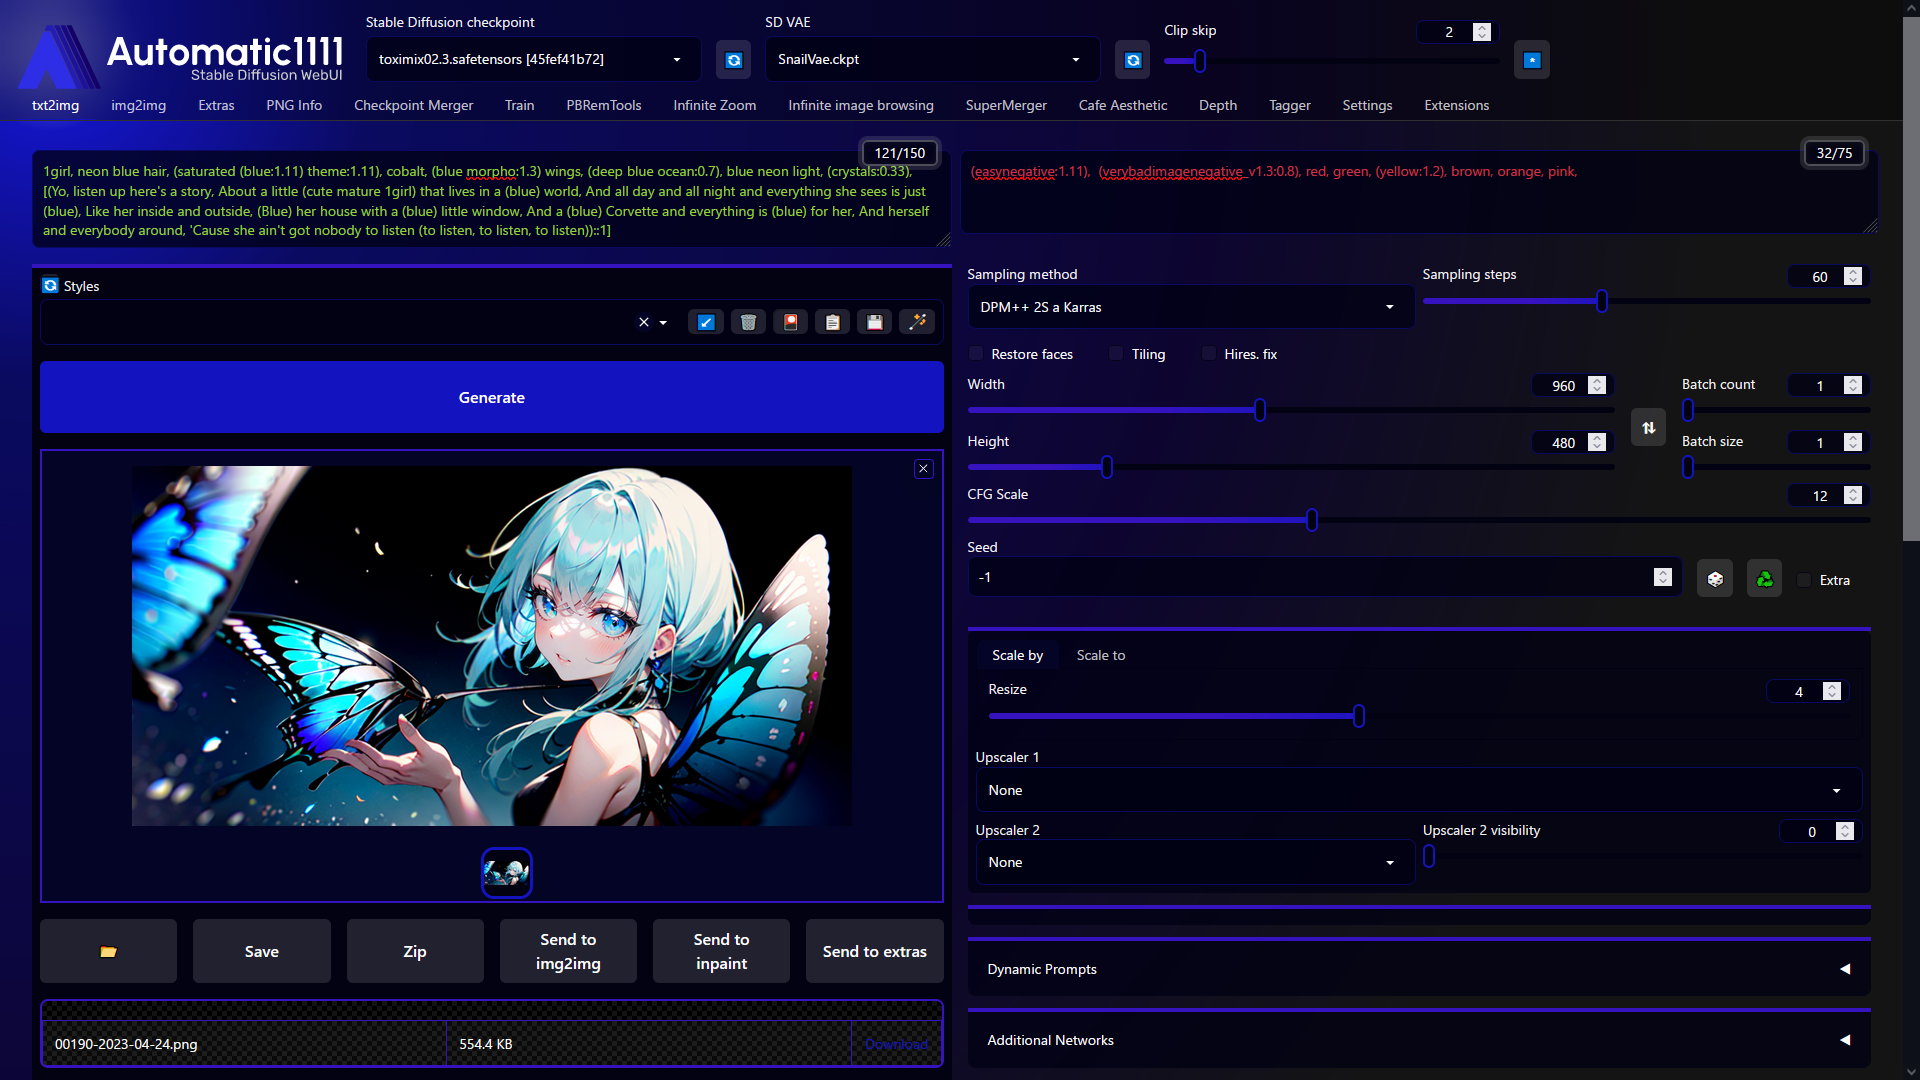 Automatic1111
Stable Diffusion WebUI
Stable Diffusion checkpoint
toximix02.3.safetensors [45fef41b72]
SD VAE
SnailVae.ckpt
Clip skip
2
txt2img img2img Extras PNG Info Checkpoint Merger Train PBRemTools Infinite Zoom Infinite image browsing SuperMerger Cafe Aesthetic Depth Tagger Settings Extensions
121/150
1girl, neon blue hair, (saturated (blue:1.11) theme:1.11), cobalt, (blue morpho:1.3) wings, (deep blue ocean:0.7), blue neon light, (crystals:0.33),
[(Yo, listen up here's a story, About a little (cute mature 1girl) that lives in a (blue) world, And all day and all night and everything she sees is just
(blue), Like her inside and outside, (Blue) her house with a (blue) little window, And a (blue) Corvette and everything is (blue) for her, And herself
and everybody around, 'Cause she ain't got nobody to listen (to listen, to listen, to listen))::1]
32/75
(easynegative:1.11), (verybadimagenegative_v1.3:0.8), red, green, (yellow:1.2), brown, orange, pink,
Styles
Generate
Save
Zip
Send to img2img
Send to inpaint
Send to extras
00190-2023-04-24.png 554.4 KB Download
Sampling method
DPM++ 2S a Karras
Sampling steps
60
Restore faces Tiling Hires. fix
Width
960
Batch count
1
Height
480
Batch size
1
CFG Scale
12
Seed
-1
Extra
Scale by Scale to
Resize
4
Upscaler 1
None
Upscaler 2
None
Upscaler 2 visibility
0
Dynamic Prompts
Additional Networks